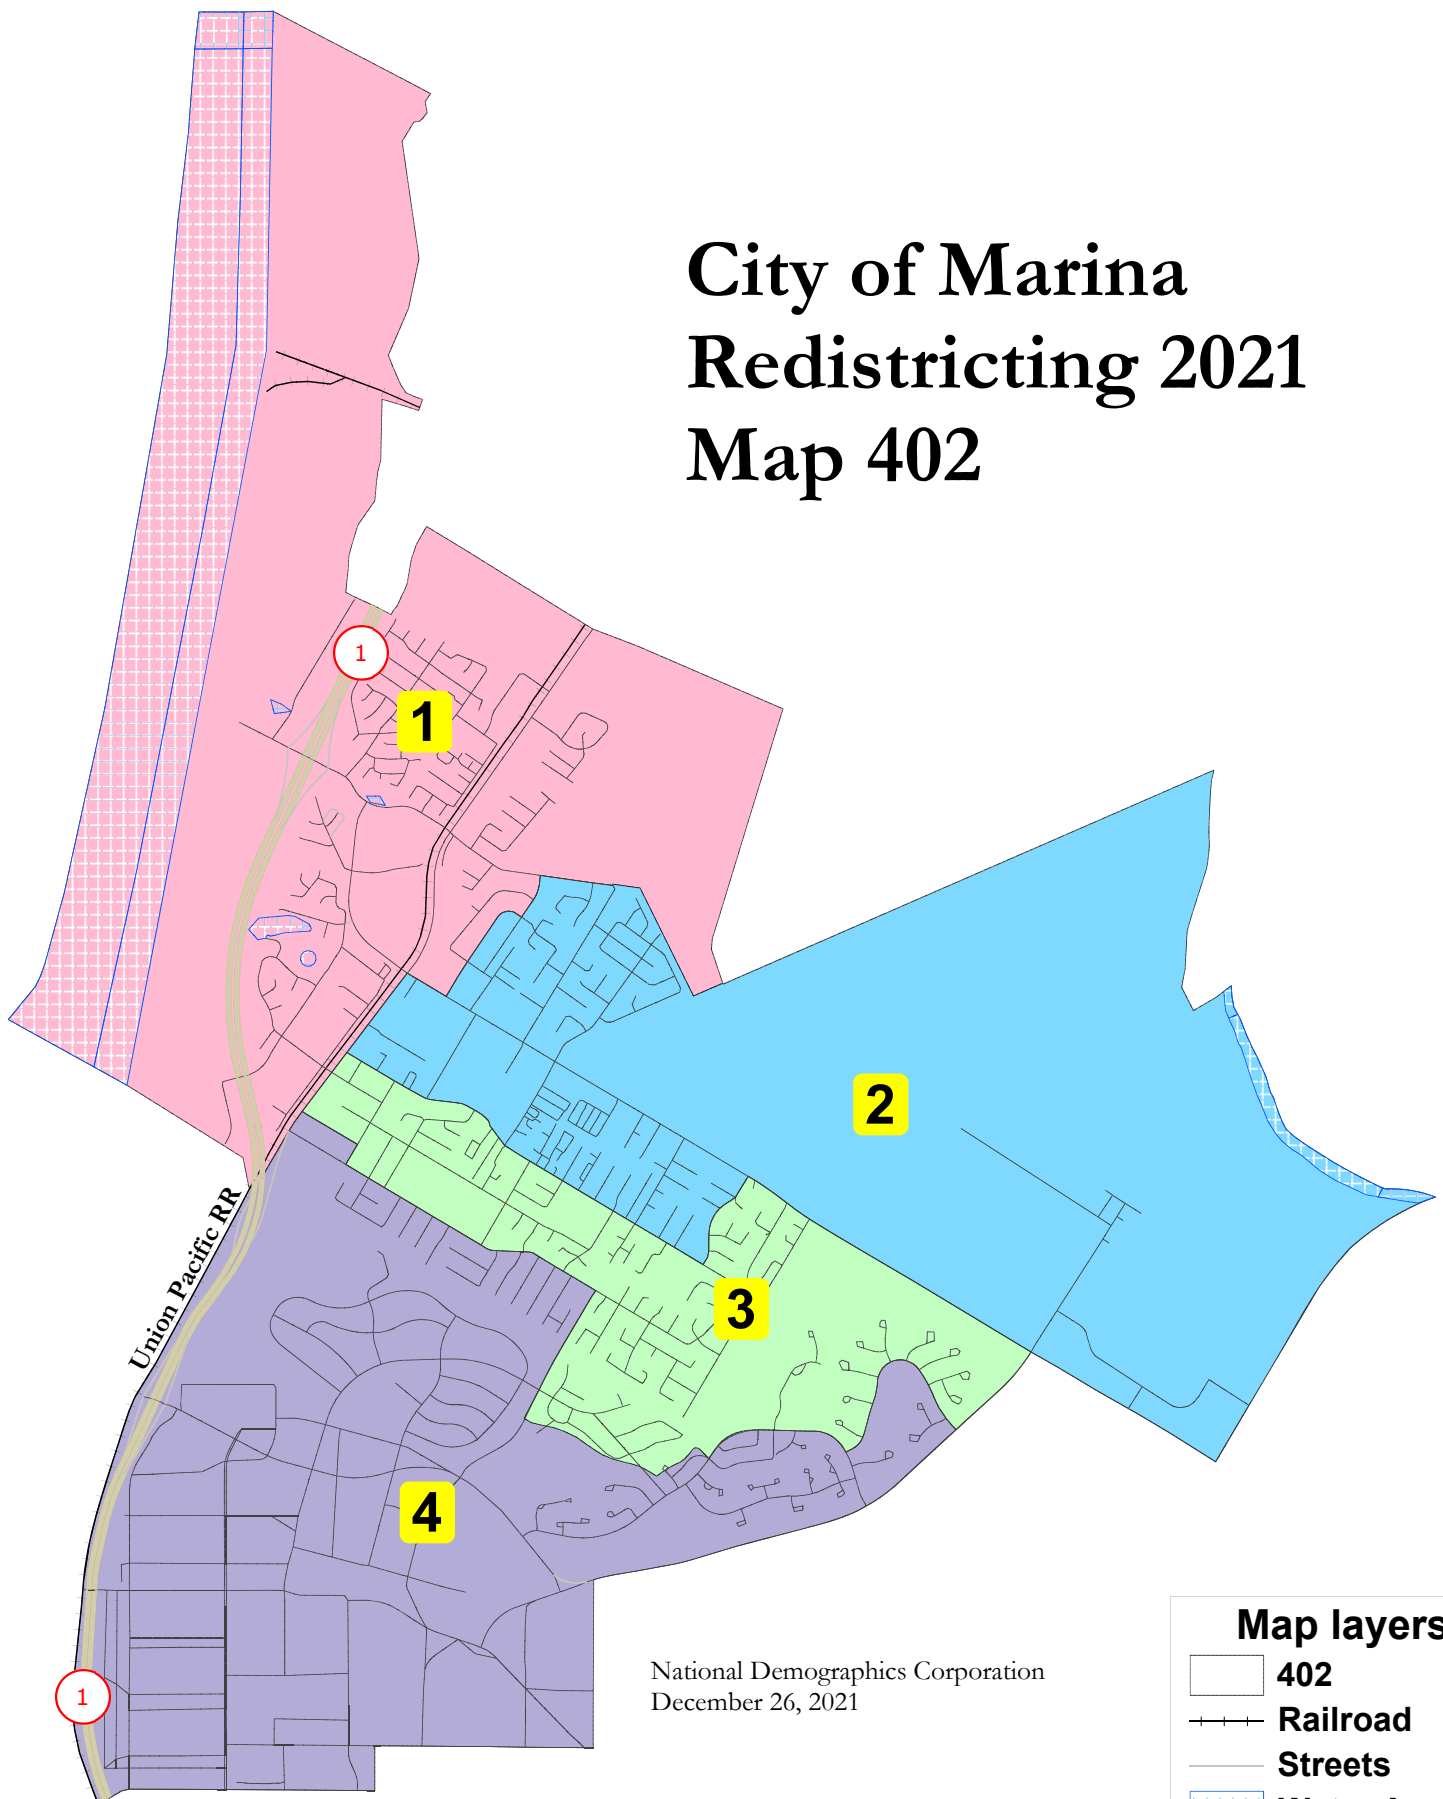 City of Marina
Redistricting 2021
Map 402
1
1
2
Union Pacific RR
3
4
National Demographics Corporation
December 26, 2021
1
Map layers
402
Railroad
Streets